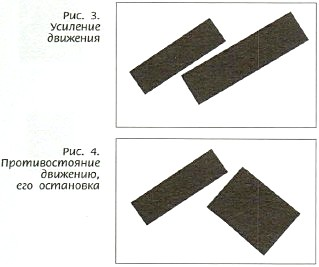 Рис. 3.
Усиление
движения
Рис. 4.
Противостояние
движению,
его остановка